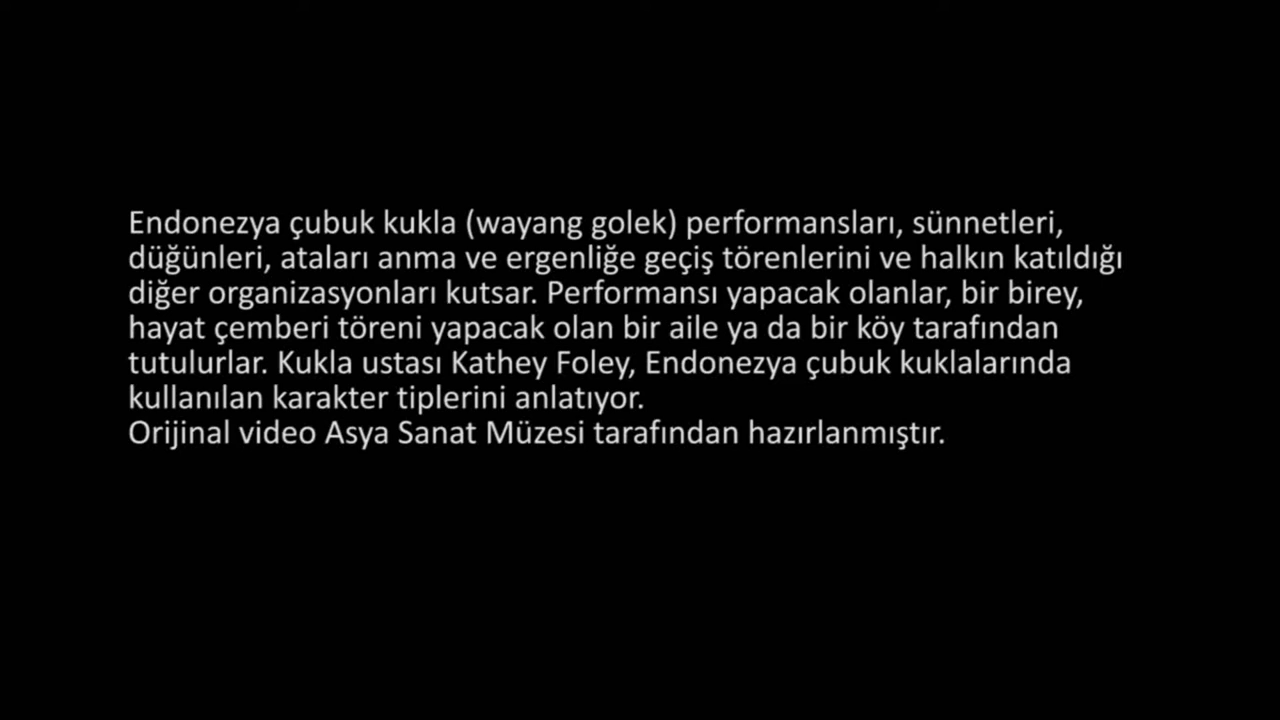 Endonezya çubuk kukla (wayang golek) performansları, sünnetleri,
düğünleri, ataları anma ve ergenliğe geçiş törenlerini ve halkın katıldığı
diğer organizasyonları kutsar. Performansı yapacak olanlar, bir birey,
hayat çemberi töreni yapacak olan bir aile ya da bir köy tarafından
tutulurlar. Kukla ustası Kathey Foley, Endonezya çubuk kuklalarında
kullanılan karakter tiplerini anlatıyor.
Orijinal video Asya Sanat Müzesi tarafından hazırlanmıştır.